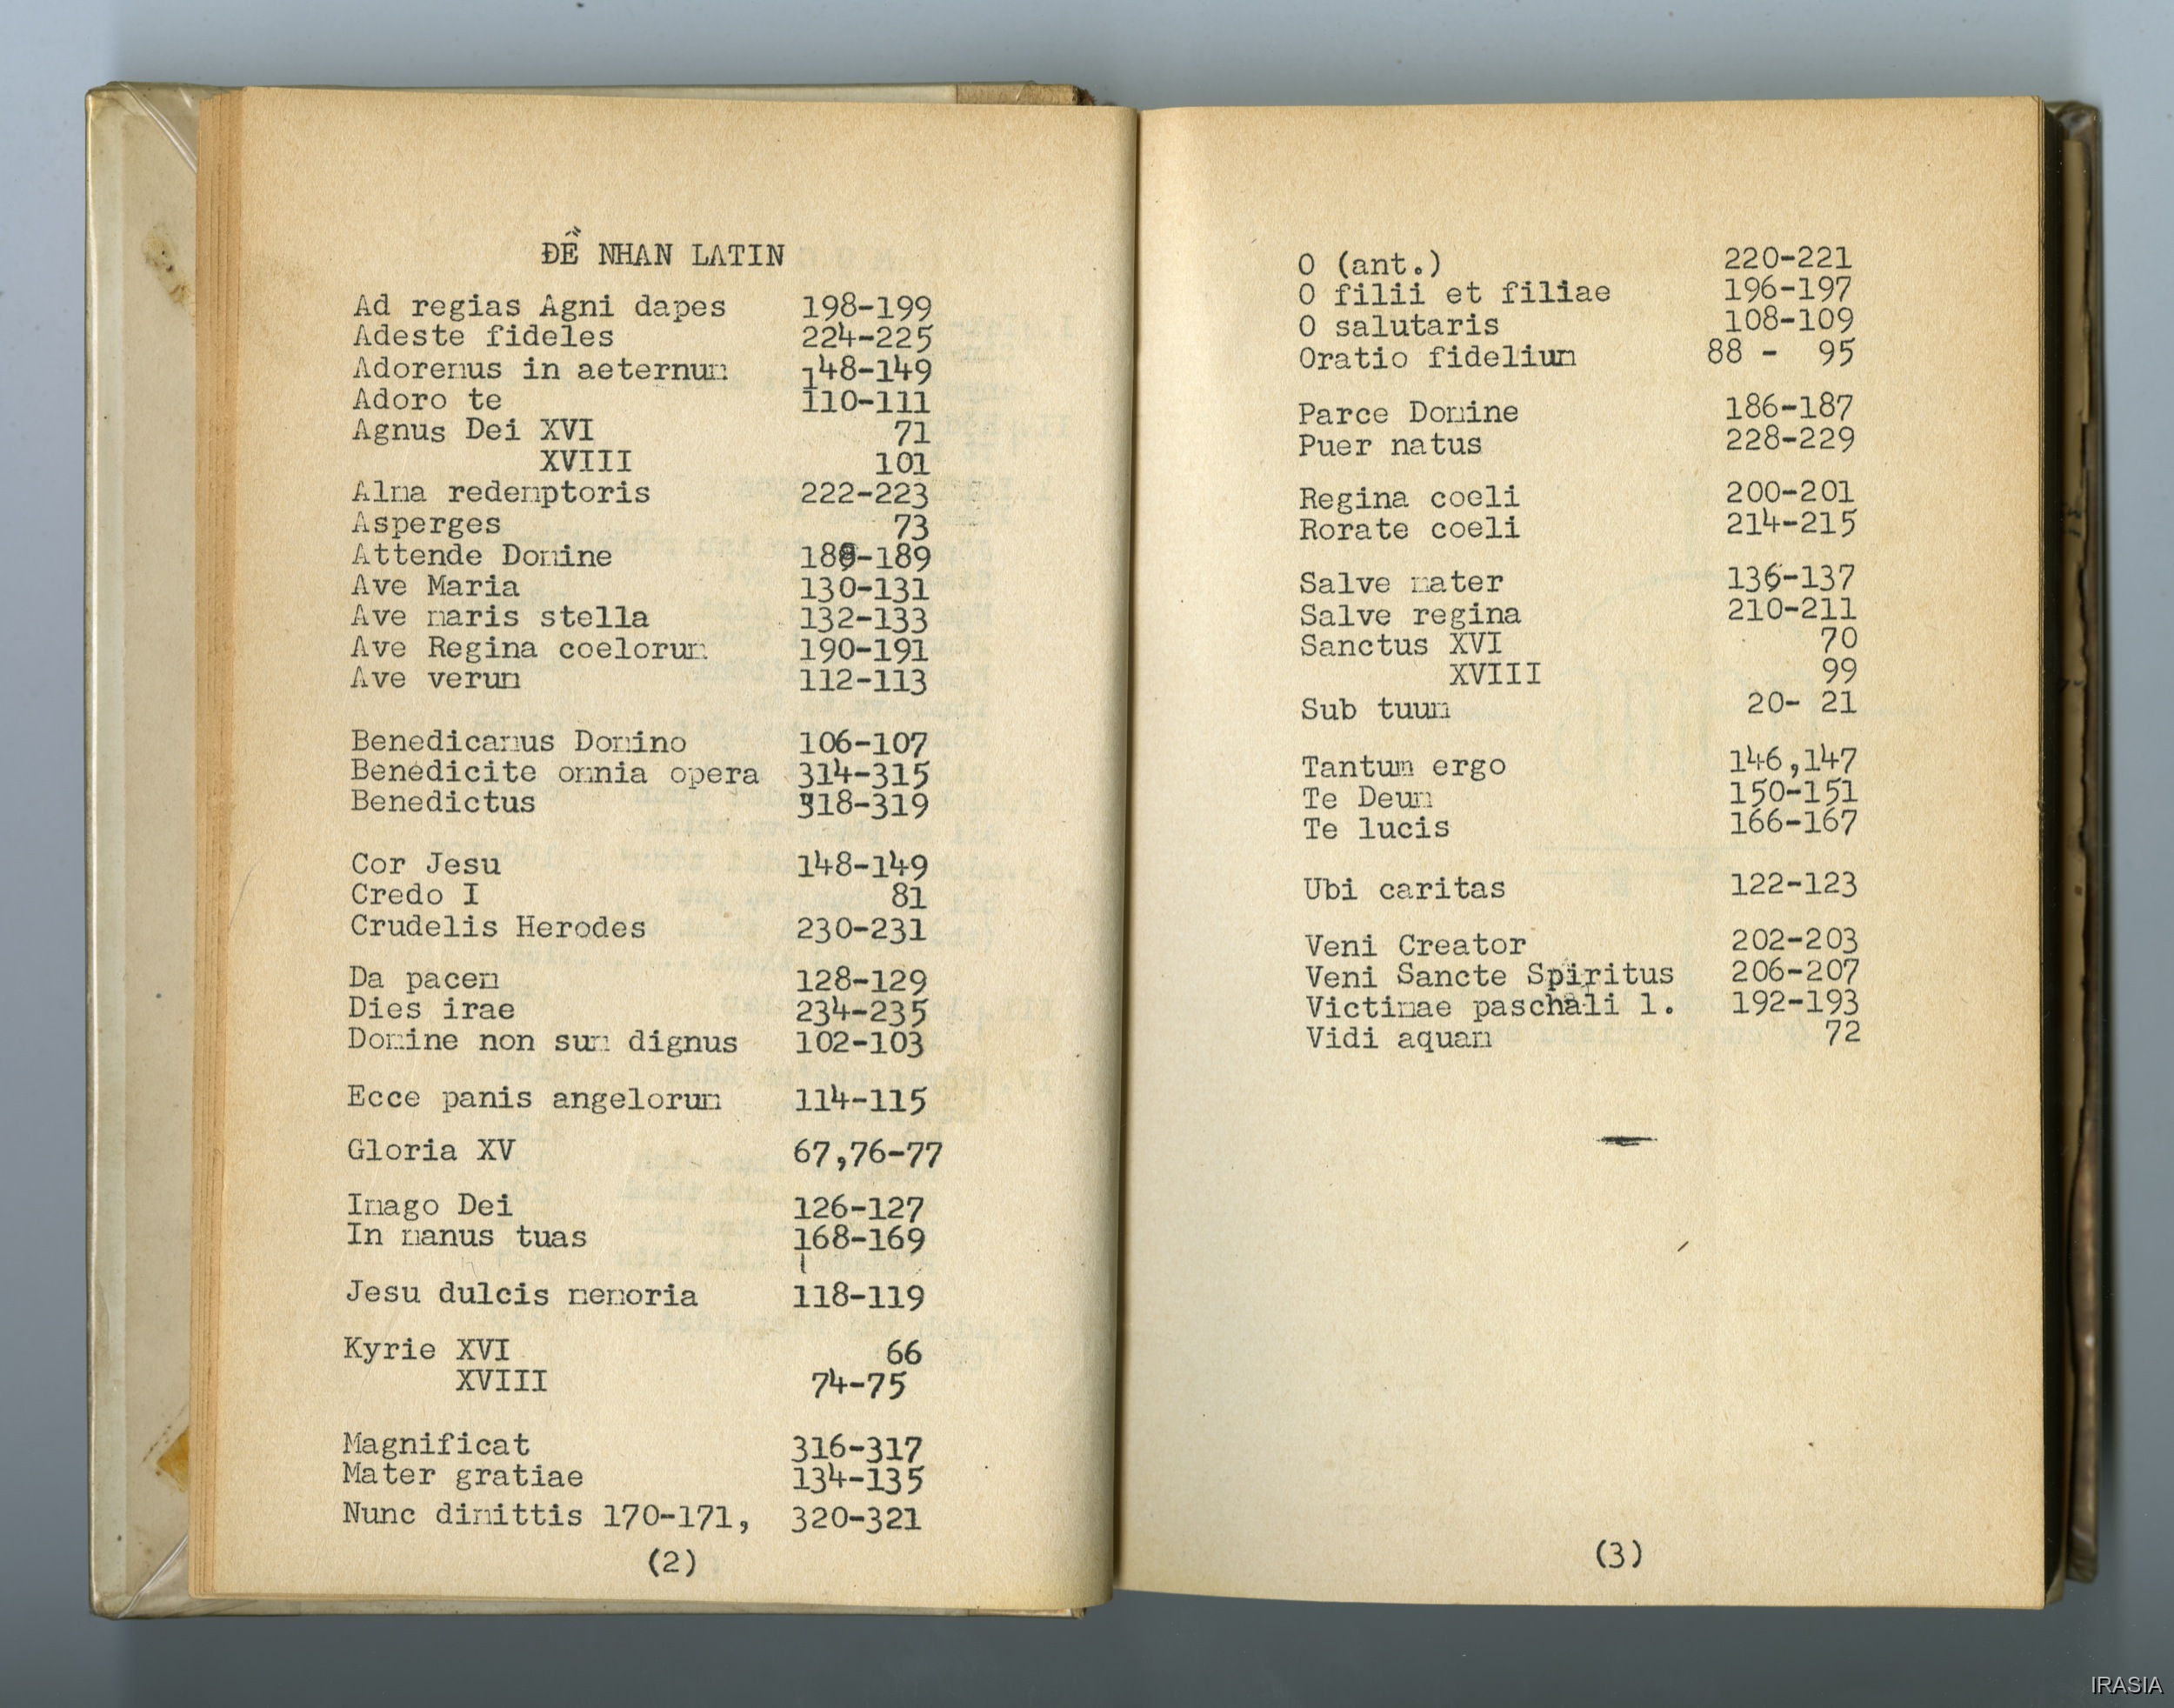 ĐỀ NHAN LATIN
Ad regias Agni dapes 198-199
Adeste fideles 224-225
Adoremus in aeternum 148-149
Adoro te 110-111
Agnus Dei XVI 71
XVIII 101
Alma redemptoris 222-223
Asperges 73
Attende Domine 188-189
Ave Maria 130-131
Ave maris stella 132-133
Ave Regina coelorum 190-191
Ave verum 112-113
Benedicamus Domino 106-107
Benedicite omnia opera 314-315
Benedictus 318-319
Cor Jesu 148-149
Credo I 81
Crudelis Herodes 230-231
Da pacem 128-129
Dies irae 234-235
Domine non sum dignus 102-103
Ecce panis angelorum 114-115
Gloria XV 67,76-77
Imago Dei 126-127
In manus tuas 168-169
Jesu dulcis memoria 118-119
Kyrie XVI 66
XVIII 74-75
Magnificat 316-317
Mater gratiae 134-135
Nunc dimittis 170-171, 320-321
(2)
O (ant.) 220-221
O filii et filiae 196-197
O salutaris 108-109
Oratio fidelium 88 - 95
Parce Domine 186-187
Puer natus 228-229
Regina coeli 200-201
Rorate coeli 214-215
Salve mater 136-137
Salve regina 210-211
Sanctus XVI 70
XVIII 99
Sub tuum 20- 21
Tantum ergo 146,147
Te Deum 150-151
Te lucis 166-167
Ubi caritas 122-123
Veni Creator 202-203
Veni Sancte Spiritus 206-207
Victimae paschali l. 192-193
Vidi aquam 72
(3)
IRASIA